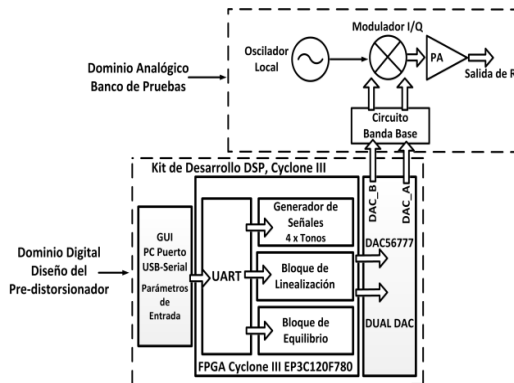 Modulador I/Q
Oscilador
Local
PA
Salida de R
Dominio Analógico
Banco de Pruebas
Circuito
Banda Base
Kit de Desarrollo DSP, Cyclone III
DAC_B
DAC_A
Generador de
Señales
4 x Tonos
GUI
PC Puerto
USB-Serial
Parámetros
de
Entrada
UART
Bloque de
Linealización
DAC56777
Dominio Digital
Diseño del
Pre-distorsionador
Bloque de
Equilibrio
DUAL DAC
FPGA Cyclone III EP3C120F780